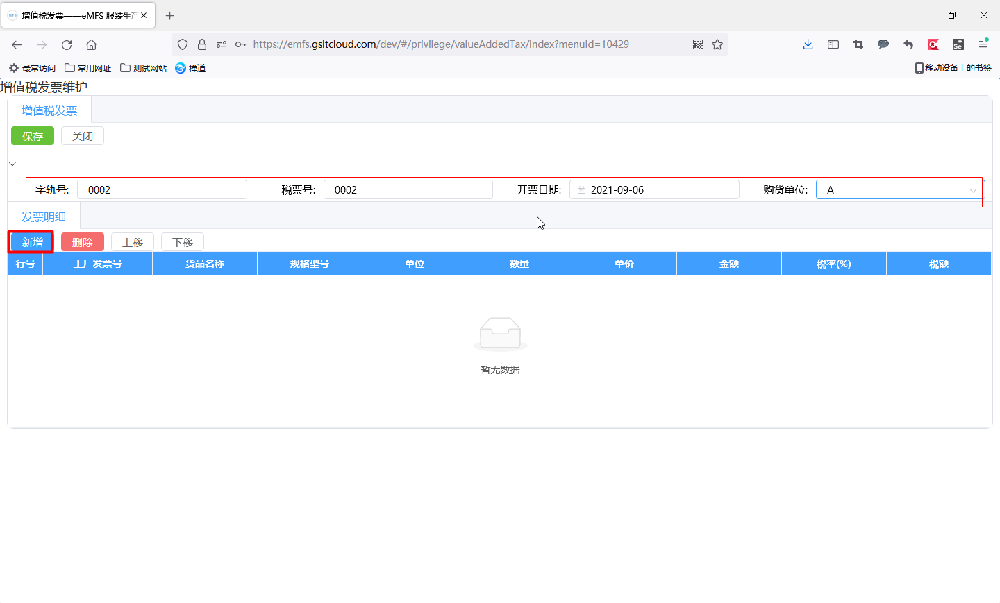 增值税发票——eMFS 服装生产
https://emfs.gsitcloud.com/dev/#/privilege/valueAddedTax/index?menuId=10429
最常访问 常用网址 测试网站 禅道 移动设备上的书签
增值税发票维护
增值税发票
保存 关闭
字轨号: 0002 税票号: 0002 开票日期: 2021-09-06 购货单位: A
发票明细
新增 删除 上移 下移
行号 工厂发票号 货品名称 规格型号 单位 数量 单价 金额 税率(%) 税额
暂无数据